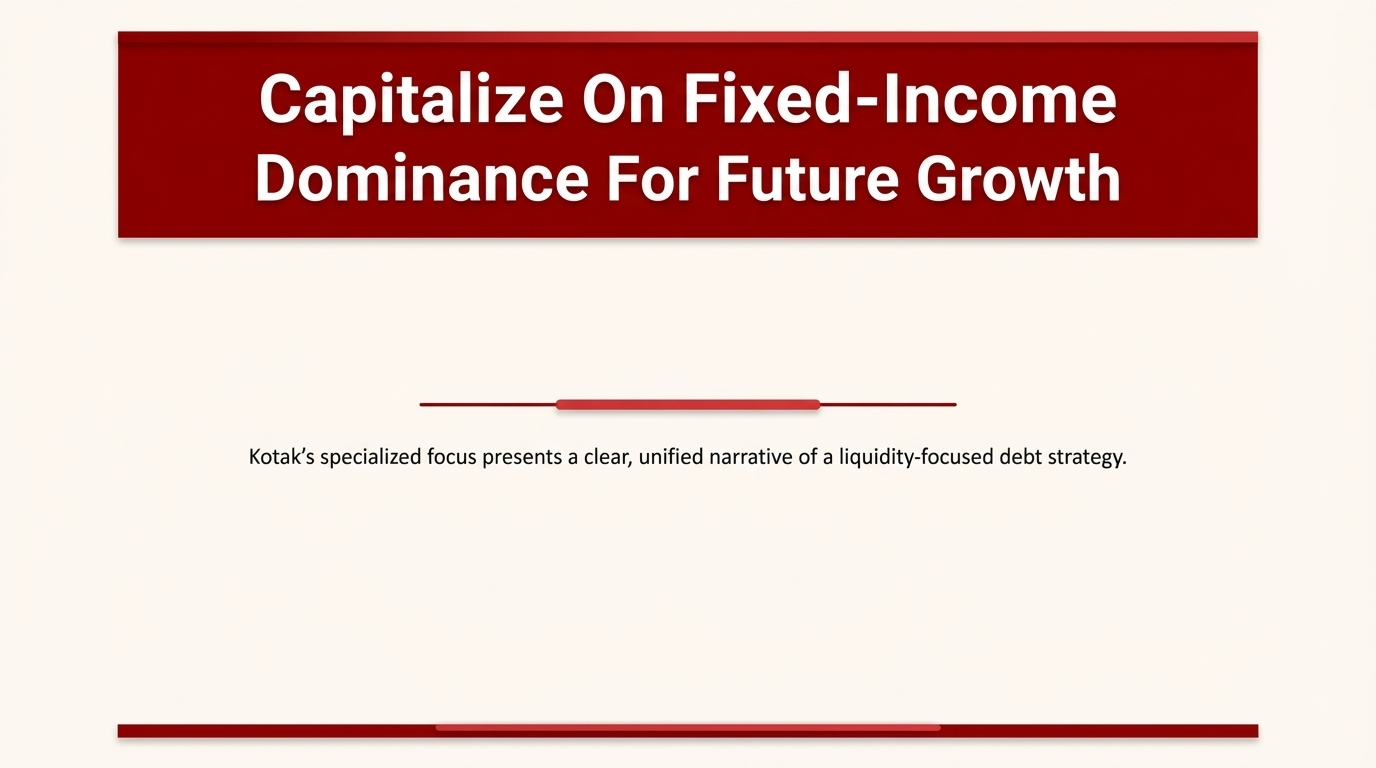 Capitalize On Fixed-Income
Dominance For Future Growth
Kotak’s specialized focus presents a clear, unified narrative of a liquidity-focused debt strategy.